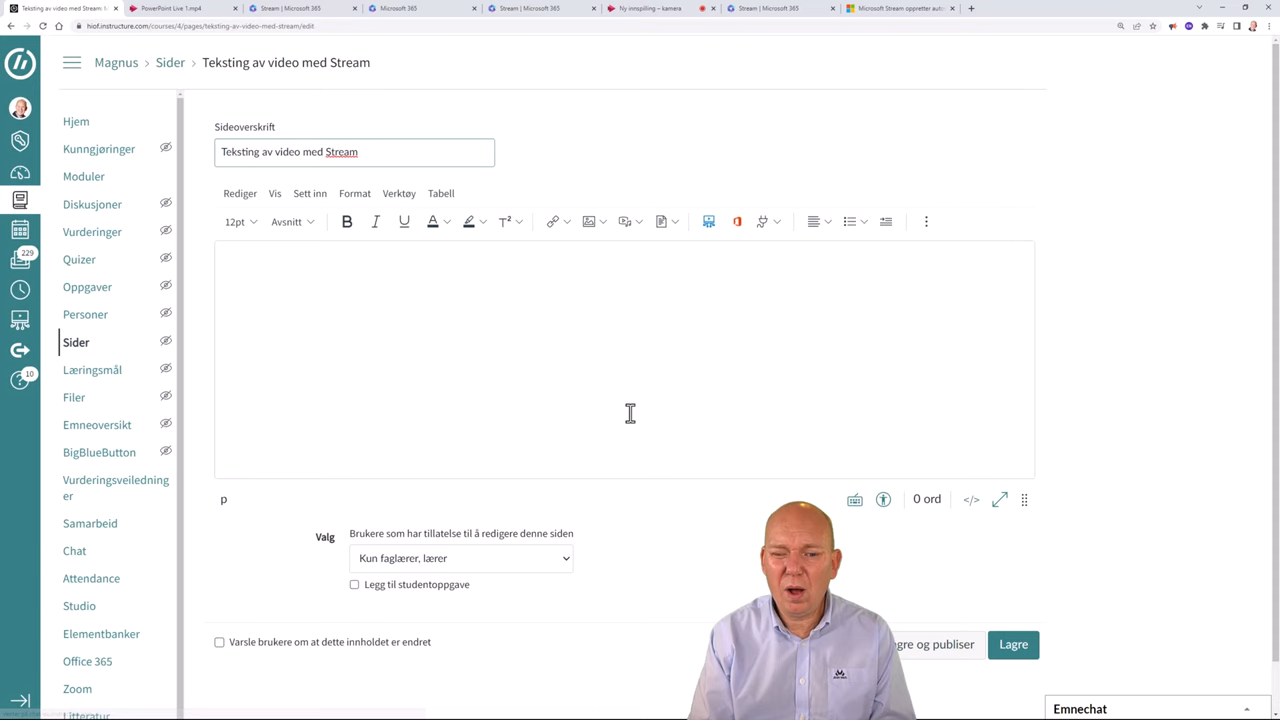 Teksting av video med Stream: R
PowerPoint Live 1.mp4
Stream | Microsoft 365
Microsoft 365
Stream | Microsoft 365
Ny innspilling – kamera
Stream | Microsoft 365
Microsoft Stream oppretter auto
hiof.instructure.com/courses/4/pages/teksting-av-video-med-stream/edit
Magnus > Sider > Teksting av video med Stream
Hjem
Kunngjøringer
Moduler
Diskusjoner
Vurderinger
Quizer
Oppgaver
Personer
Sider
Læringsmål
Filer
Emneoversikt
BigBlueButton
Vurderingsveiledning
er
Samarbeid
Chat
Attendance
Studio
Elementbanker
Office 365
Zoom
Litteratur
229
10
Sideoverskrift
Teksting av video med Stream
Rediger Vis Sett inn Format Verktøy Tabell
12pt Avsnitt B I U A T²
p
0 ord </>
Valg
Brukere som har tillatelse til å redigere denne siden
Kun faglærer, lærer
Legg til studentoppgave
Varsle brukere om at dette innholdet er endret
gre og publiser
Lagre
Emnechat